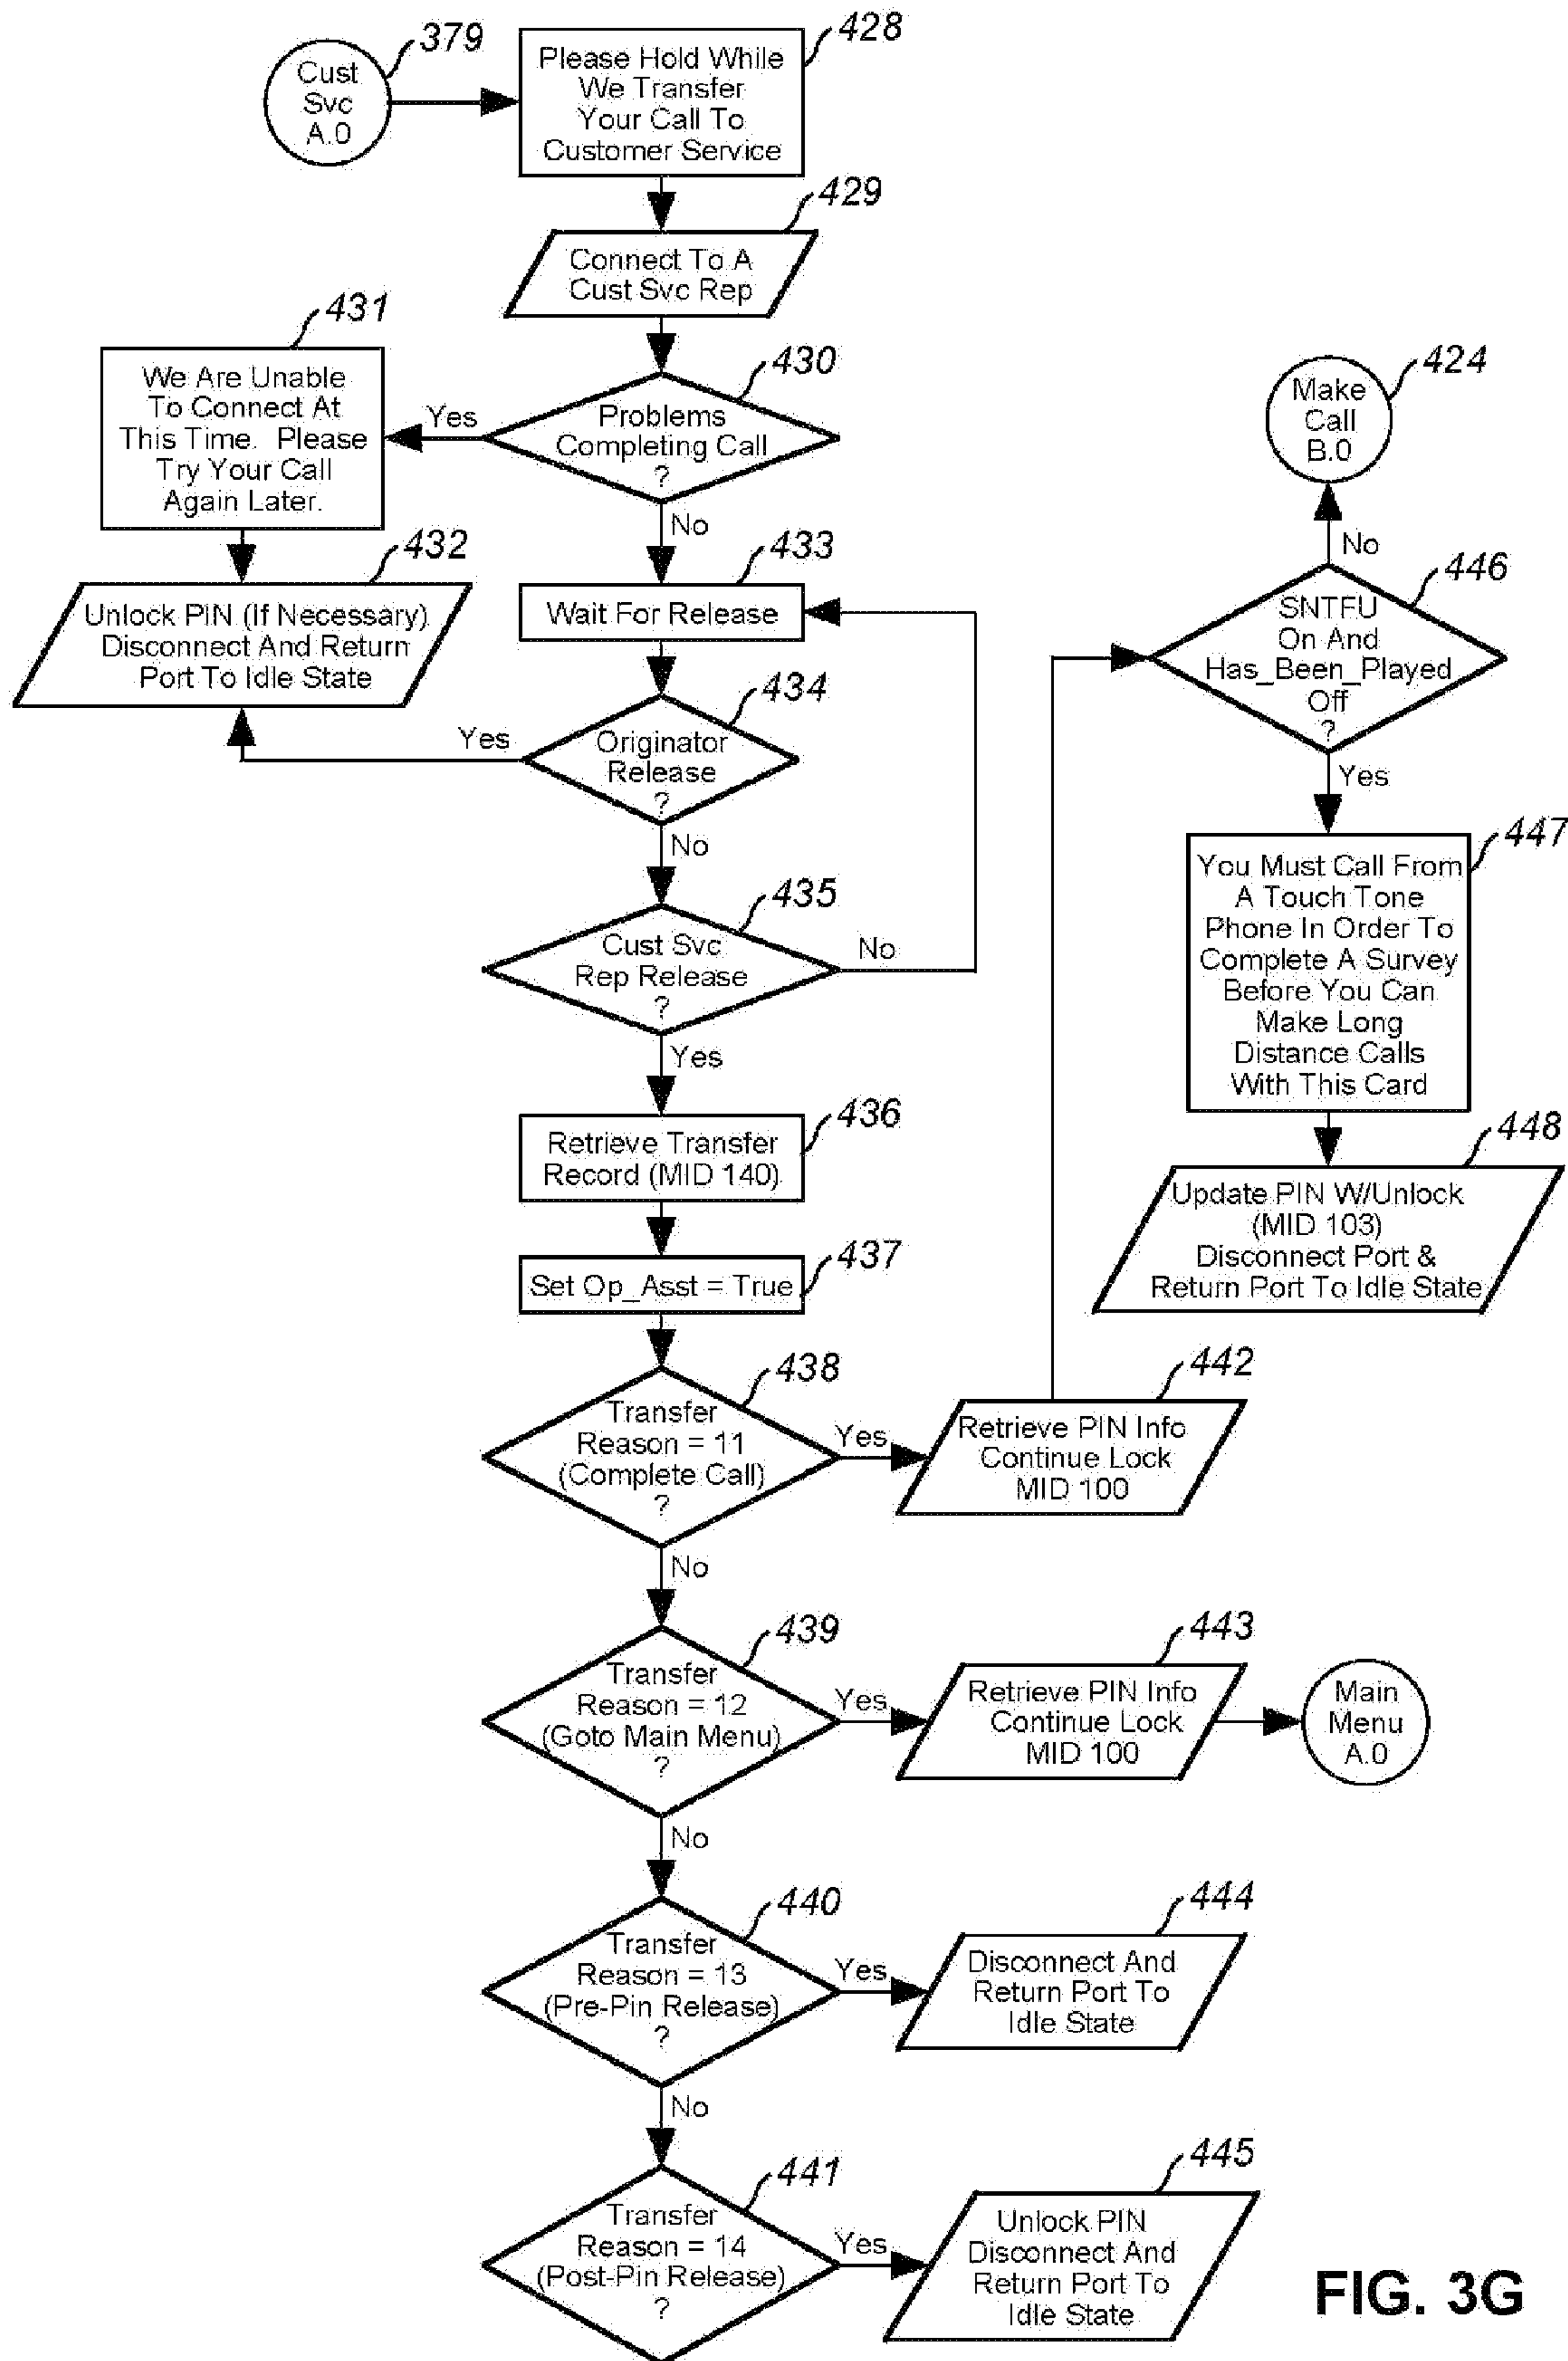 379
Cust
Svc
A.0
428
Please Hold While
We Transfer
Your Call To
Customer Service
429
Connect To A
Cust Svc Rep
430
Problems
Completing Call
?
Yes
No
431
We Are Unable
To Connect At
This Time. Please
Try Your Call
Again Later.
432
Unlock PIN (If Necessary)
Disconnect And Return
Port To Idle State
433
Wait For Release
434
Originator
Release
?
Yes
No
435
Cust Svc
Rep Release
?
No
Yes
436
Retrieve Transfer
Record (MID 140)
437
Set Op_Asst = True
438
Transfer
Reason = 11
(Complete Call)
?
Yes
No
442
Retrieve PIN Info
Continue Lock
MID 100
424
Make
Call
B.0
No
446
SNTFU
On And
Has_Been_Played
Off
?
Yes
447
You Must Call From
A Touch Tone
Phone In Order To
Complete A Survey
Before You Can
Make Long
Distance Calls
With This Card
448
Update PIN W/Unlock
(MID 103)
Disconnect Port &
Return Port To Idle State
439
Transfer
Reason = 12
(Goto Main Menu)
?
Yes
No
443
Retrieve PIN Info
Continue Lock
MID 100
Main
Menu
A.0
440
Transfer
Reason = 13
(Pre-Pin Release)
?
Yes
No
444
Disconnect And
Return Port To
Idle State
441
Transfer
Reason = 14
(Post-Pin Release)
?
Yes
445
Unlock PIN
Disconnect And
Return Port To
Idle State
FIG. 3G